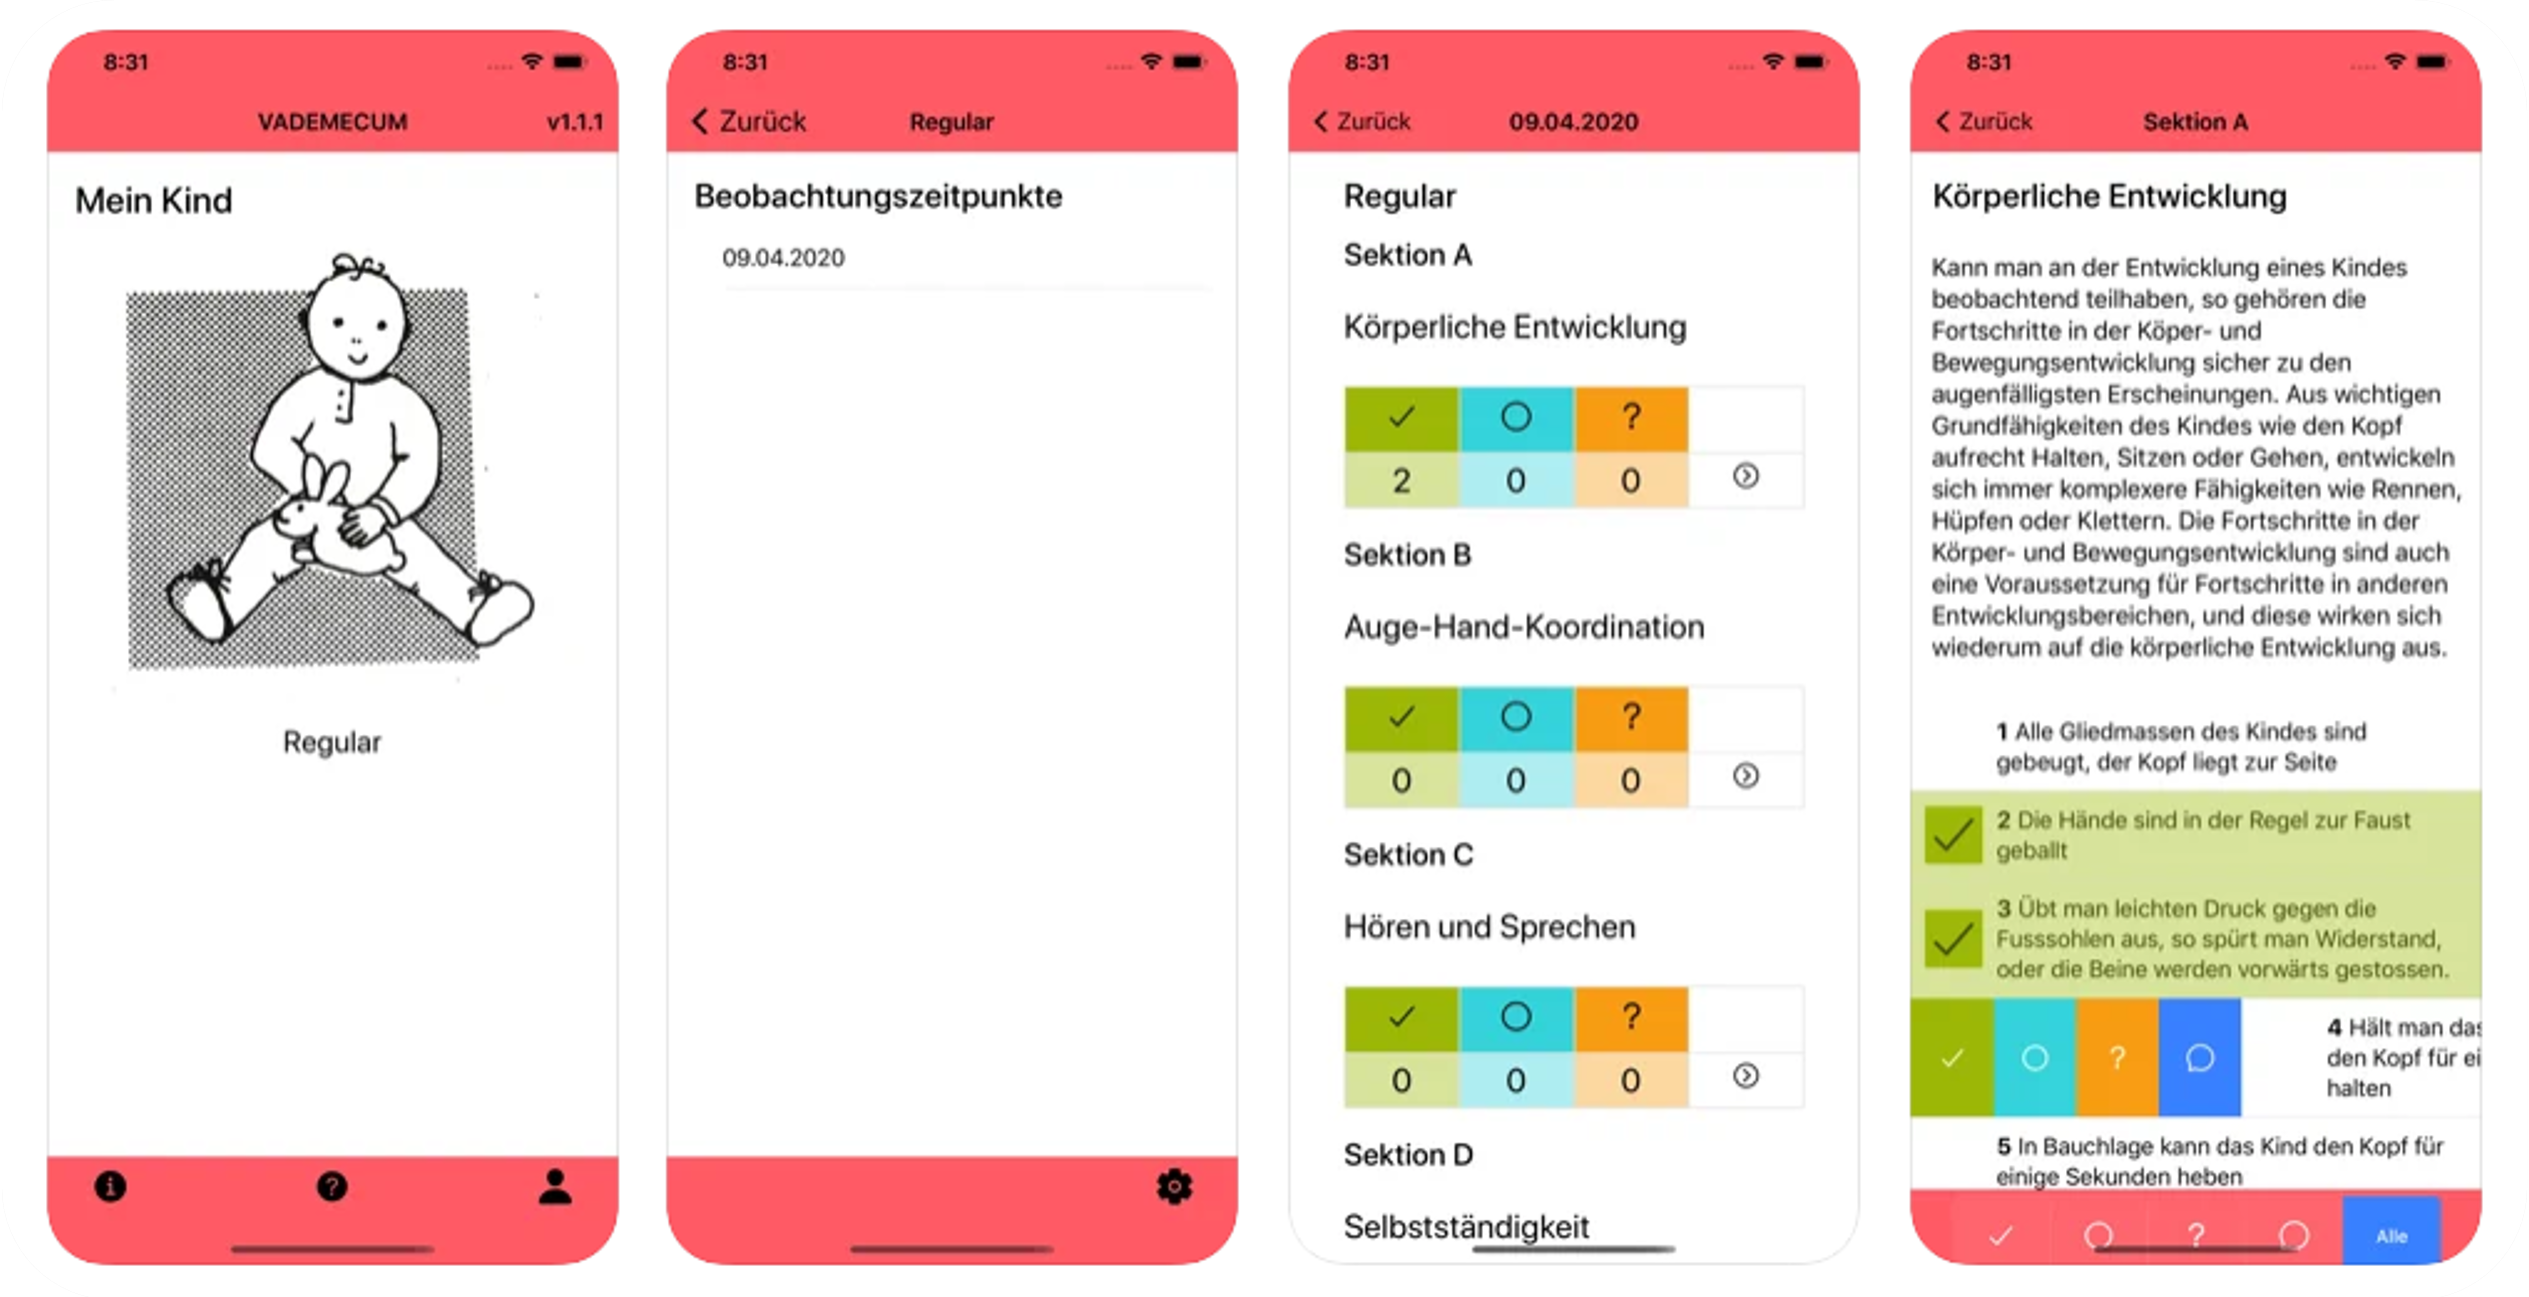 8:31
VADEMECUM v1.1.1
Mein Kind
Regular
8:31
Zurück Regular
Beobachtungszeitpunkte
09.04.2020
8:31
Zurück 09.04.2020
Regular
Sektion A
Körperliche Entwicklung
?
2 0 0
Sektion B
Auge-Hand-Koordination
?
0 0 0
Sektion C
Hören und Sprechen
?
0 0 0
Sektion D
Selbstständigkeit
8:31
Zurück Sektion A
Körperliche Entwicklung
Kann man an der Entwicklung eines Kindes
beobachtend teilhaben, so gehören die
Fortschritte in der Köper- und
Bewegungsentwicklung sicher zu den
augenfälligsten Erscheinungen. Aus wichtigen
Grundfähigkeiten des Kindes wie den Kopf
aufrecht Halten, Sitzen oder Gehen, entwickeln
sich immer komplexere Fähigkeiten wie Rennen,
Hüpfen oder Klettern. Die Fortschritte in der
Körper- und Bewegungsentwicklung sind auch
eine Voraussetzung für Fortschritte in anderen
Entwicklungsbereichen, und diese wirken sich
wiederum auf die körperliche Entwicklung aus.
1 Alle Gliedmassen des Kindes sind
gebeugt, der Kopf liegt zur Seite
2 Die Hände sind in der Regel zur Faust
geballt
3 Übt man leichten Druck gegen die
Fusssohlen aus, so spürt man Widerstand,
oder die Beine werden vorwärts gestossen.
?
4 Hält man das
den Kopf für ei
halten
5 In Bauchlage kann das Kind den Kopf für
einige Sekunden heben
? Alle